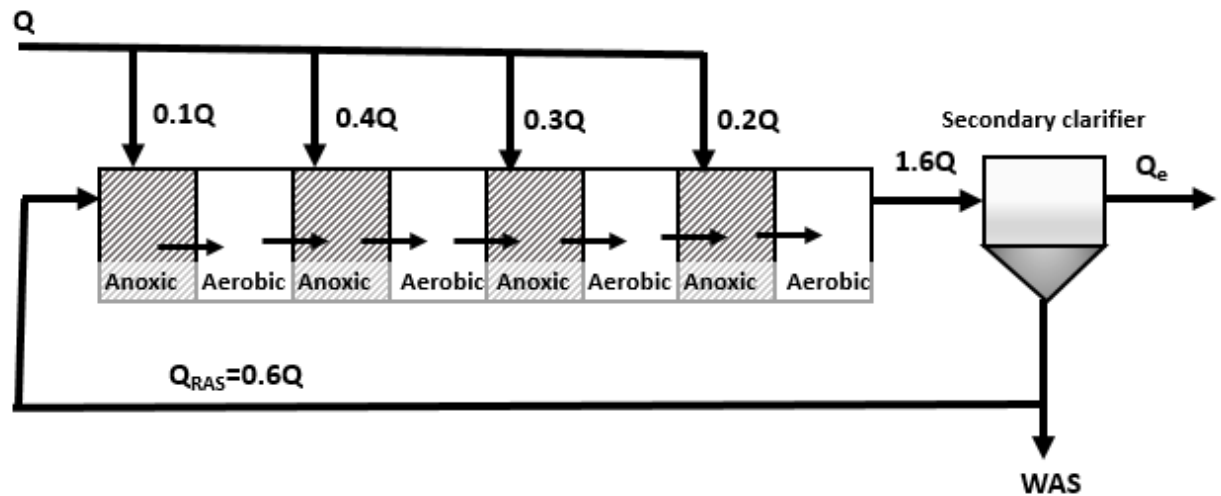 Q
0.1Q
0.4Q
0.3Q
0.2Q
Secondary clarifier
1.6Q
Qe
Anoxic
Aerobic
Anoxic
Aerobic
Anoxic
Aerobic
Anoxic
Aerobic
QRAS=0.6Q
WAS